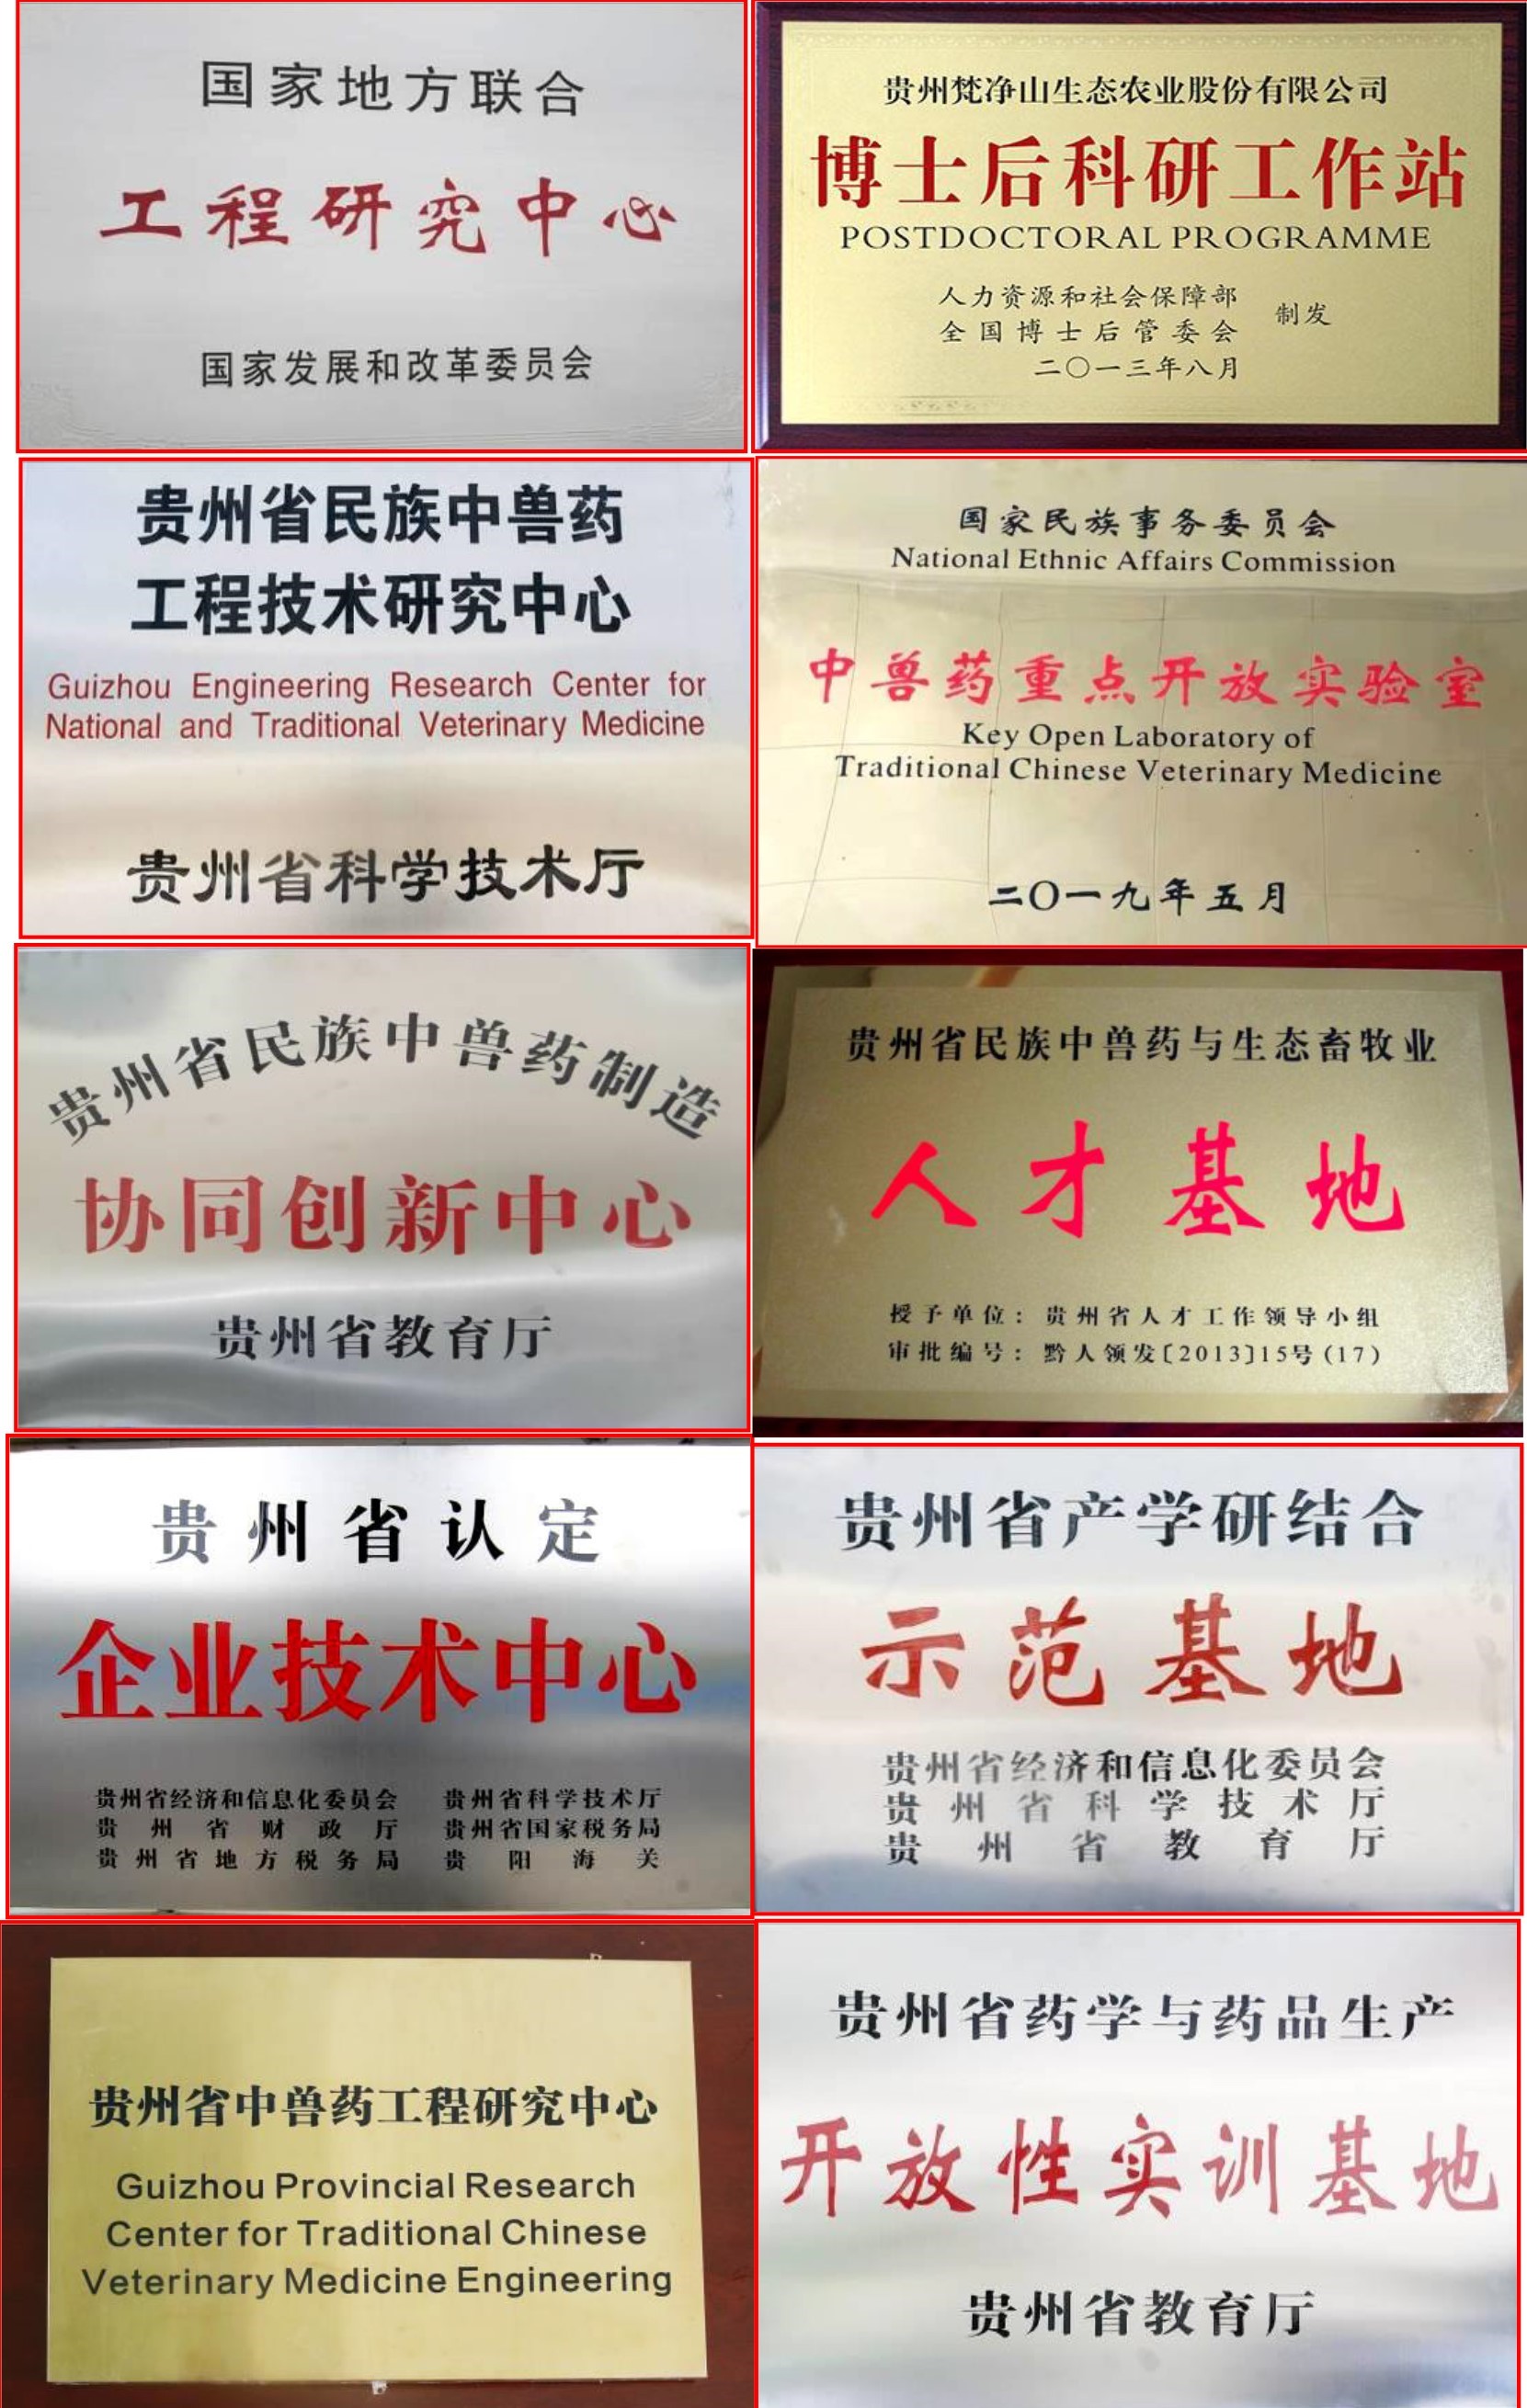 国家地方联合
工程研究中心
国家发展和改革委员会
贵州梵净山生态农业股份有限公司
博士后科研工作站
POSTDOCTORAL PROGRAMME
人力资源和社会保障部
全国博士后管委会
制发
二〇一三年八月
贵州省民族中兽药
工程技术研究中心
Guizhou Engineering Research Center for
National and Traditional Veterinary Medicine
贵州省科学技术厅
国家民族事务委员会
National Ethnic Affairs Commission
中兽药重点开放实验室
Key Open Laboratory of
Traditional Chinese Veterinary Medicine
二〇一九年五月
贵州省民族中兽药制造
协同创新中心
贵州省教育厅
贵州省民族中兽药与生态畜牧业
人才基地
授予单位：贵州省人才工作领导小组
审批编号：黔人领发〔2013〕15号(17)
贵州省认定
企业技术中心
贵州省经济和信息化委员会 贵州省科学技术厅
贵州省财政厅 贵州省国家税务局
贵州省地方税务局 贵阳海关
贵州省产学研结合
示范基地
贵州省经济和信息化委员会
贵州省科学技术厅
贵州省教育厅
贵州省中兽药工程研究中心
Guizhou Provincial Research
Center for Traditional Chinese
Veterinary Medicine Engineering
贵州省药学与药品生产
开放性实训基地
贵州省教育厅